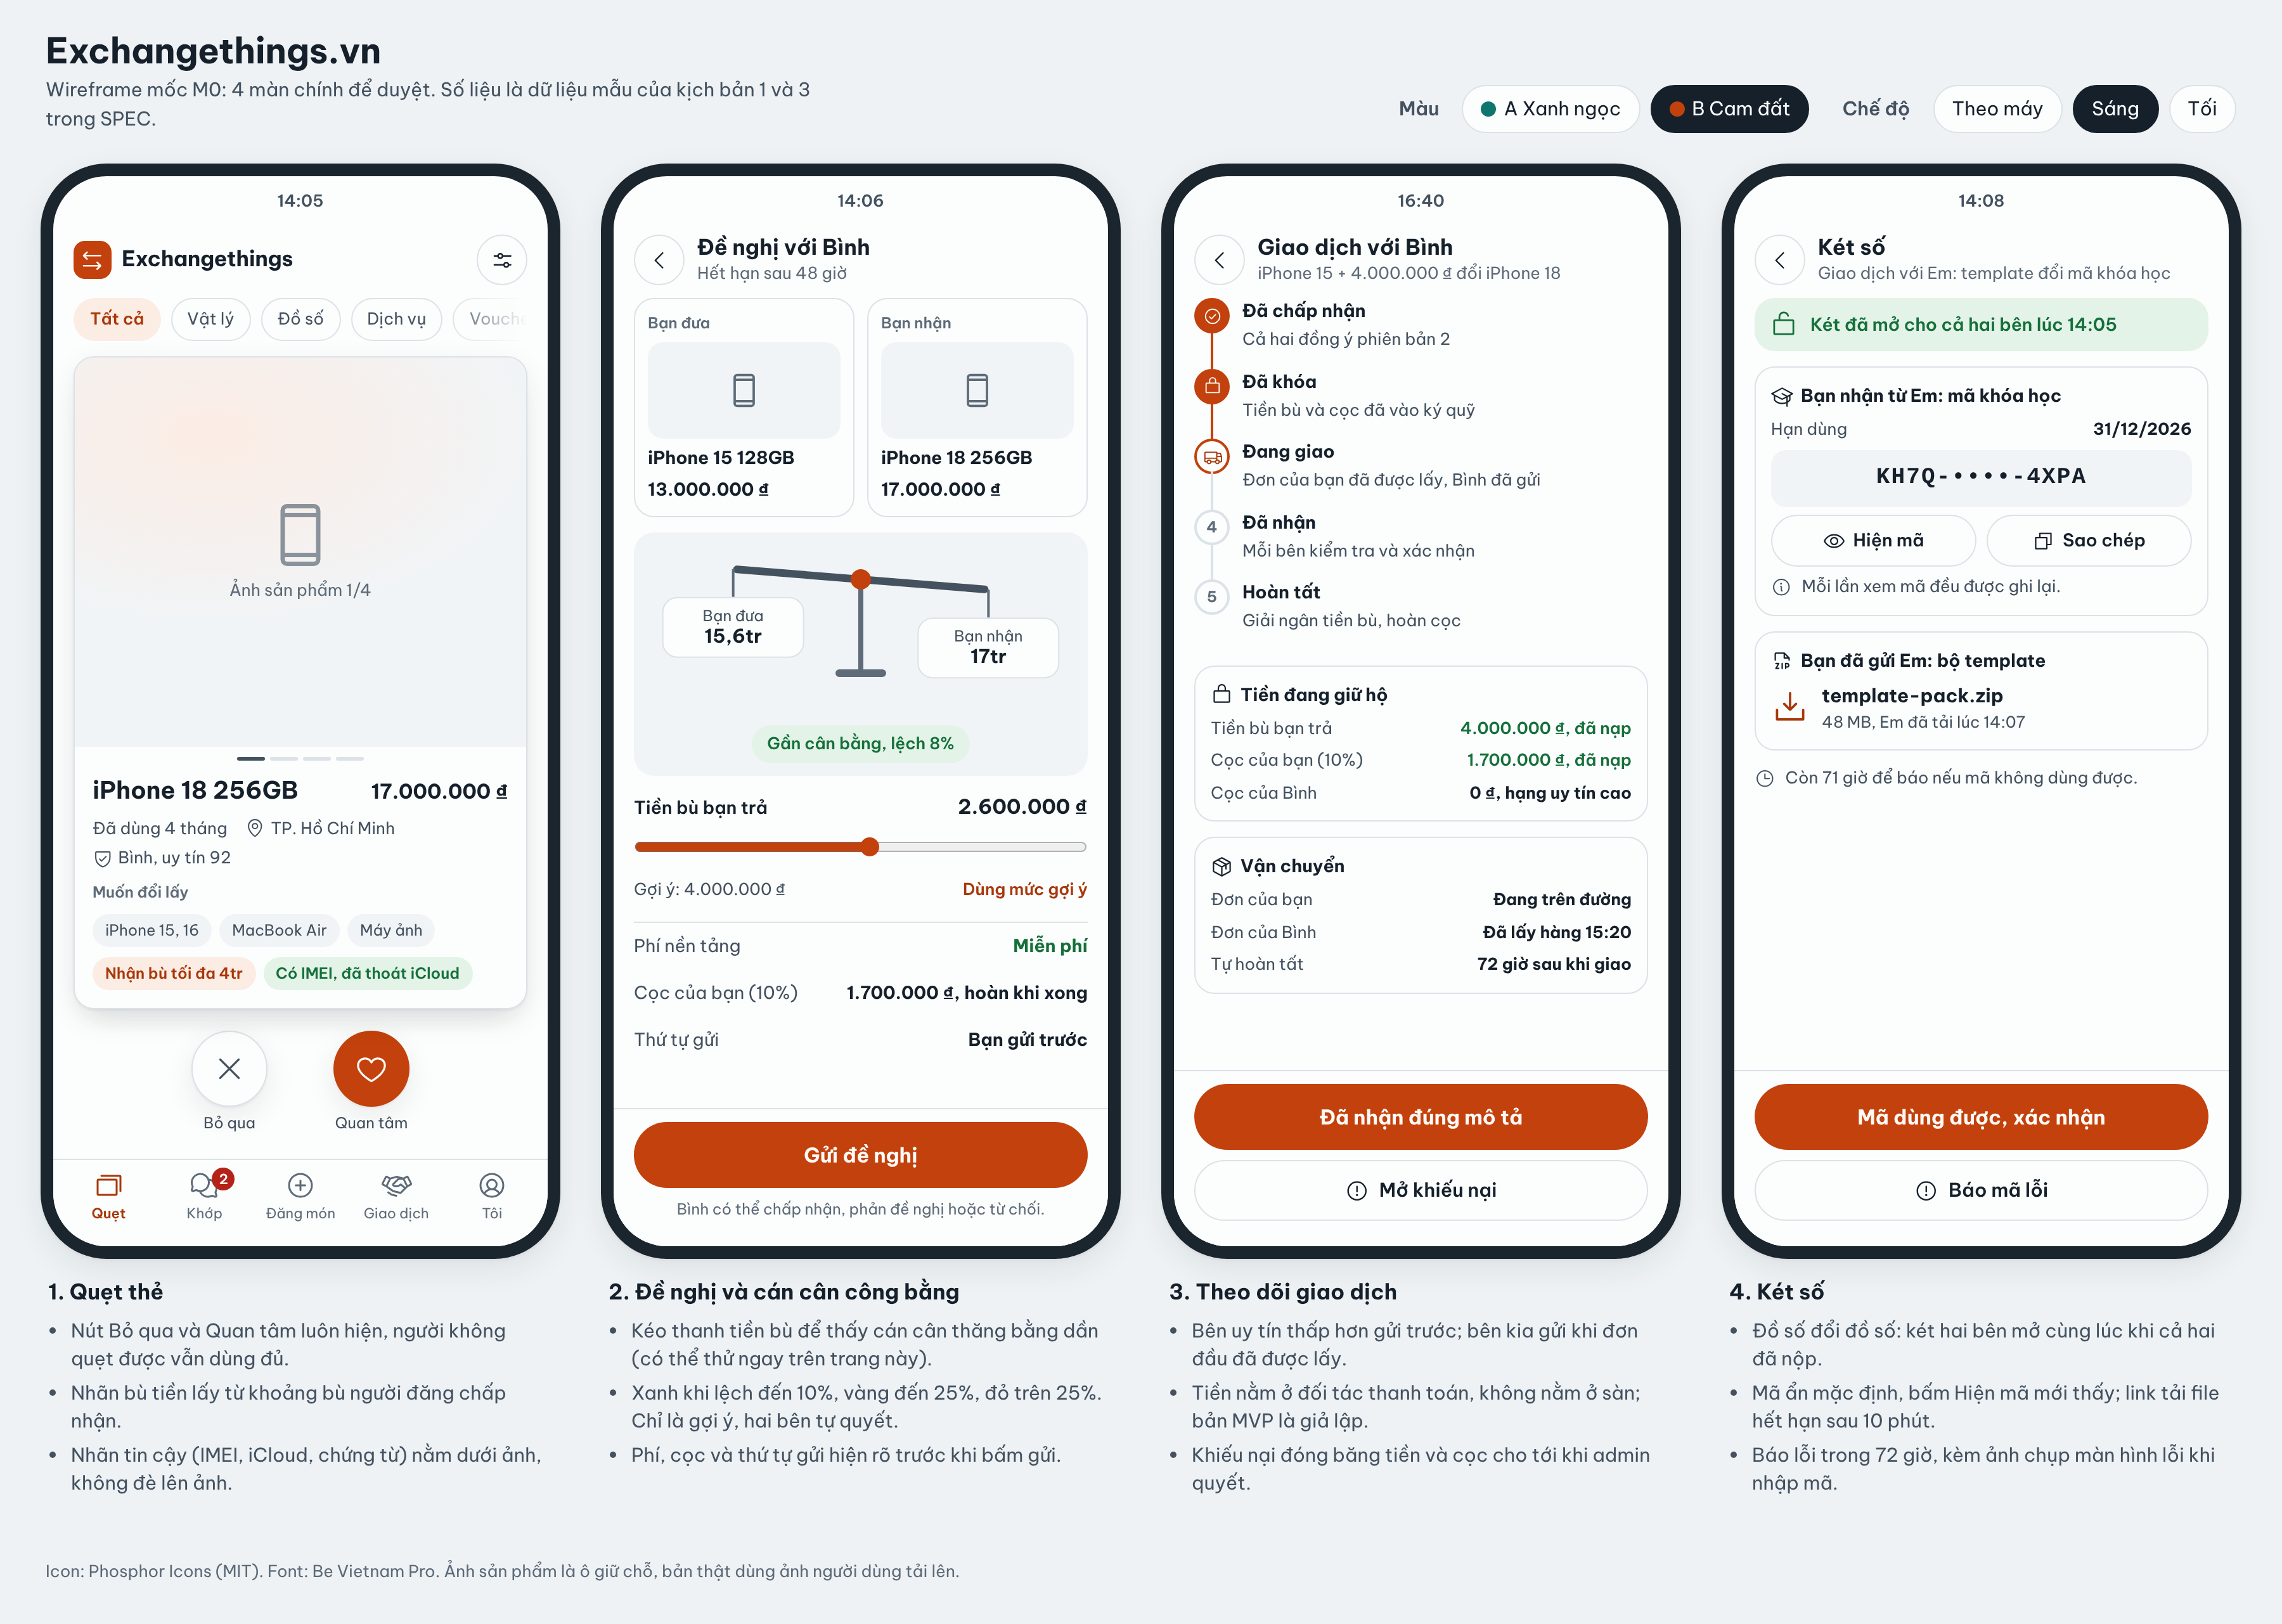 Exchangethings.vn
Wireframe mốc M0: 4 màn chính để duyệt. Số liệu là dữ liệu mẫu của kịch bản 1 và 3
trong SPEC.
Màu
A Xanh ngọc
B Cam đất
Chế độ
Theo máy
Sáng
Tối
14:05
Exchangethings
Tất cả
Vật lý
Đồ số
Dịch vụ
Ảnh sản phẩm 1/4
iPhone 18 256GB
17.000.000 ₫
Đã dùng 4 tháng
TP. Hồ Chí Minh
Bình, uy tín 92
Muốn đổi lấy
iPhone 15, 16
MacBook Air
Máy ảnh
Nhận bù tối đa 4tr
Có IMEI, đã thoát iCloud
Bỏ qua
Quan tâm
Quẹt
Khớp
2
Đăng món
Giao dịch
Tôi
14:06
Đề nghị với Bình
Hết hạn sau 48 giờ
Bạn đưa
iPhone 15 128GB
13.000.000 ₫
Bạn nhận
iPhone 18 256GB
17.000.000 ₫
Bạn đưa
15,6tr
Bạn nhận
17tr
Gần cân bằng, lệch 8%
Tiền bù bạn trả
2.600.000 ₫
Gợi ý: 4.000.000 ₫
Dùng mức gợi ý
Phí nền tảng
Miễn phí
Cọc của bạn (10%)
1.700.000 ₫, hoàn khi xong
Thứ tự gửi
Bạn gửi trước
Gửi đề nghị
Bình có thể chấp nhận, phản đề nghị hoặc từ chối.
16:40
Giao dịch với Bình
iPhone 15 + 4.000.000 ₫ đổi iPhone 18
Đã chấp nhận
Cả hai đồng ý phiên bản 2
Đã khóa
Tiền bù và cọc đã vào ký quỹ
Đang giao
Đơn của bạn đã được lấy, Bình đã gửi
4
Đã nhận
Mỗi bên kiểm tra và xác nhận
5
Hoàn tất
Giải ngân tiền bù, hoàn cọc
Tiền đang giữ hộ
Tiền bù bạn trả
4.000.000 ₫, đã nạp
Cọc của bạn (10%)
1.700.000 ₫, đã nạp
Cọc của Bình
0 ₫, hạng uy tín cao
Vận chuyển
Đơn của bạn
Đang trên đường
Đơn của Bình
Đã lấy hàng 15:20
Tự hoàn tất
72 giờ sau khi giao
Đã nhận đúng mô tả
Mở khiếu nại
14:08
Két số
Giao dịch với Em: template đổi mã khóa học
Két đã mở cho cả hai bên lúc 14:05
Bạn nhận từ Em: mã khóa học
Hạn dùng
31/12/2026
KH7Q-••••-4XPA
Hiện mã
Sao chép
Mỗi lần xem mã đều được ghi lại.
ZIP
Bạn đã gửi Em: bộ template
template-pack.zip
48 MB, Em đã tải lúc 14:07
Còn 71 giờ để báo nếu mã không dùng được.
Mã dùng được, xác nhận
Báo mã lỗi
1. Quẹt thẻ
• Nút Bỏ qua và Quan tâm luôn hiện, người không
quẹt được vẫn dùng đủ.
• Nhãn bù tiền lấy từ khoảng bù người đăng chấp
nhận.
• Nhãn tin cậy (IMEI, iCloud, chứng từ) nằm dưới ảnh,
không đè lên ảnh.
2. Đề nghị và cán cân công bằng
• Kéo thanh tiền bù để thấy cán cân thăng bằng dần
(có thể thử ngay trên trang này).
• Xanh khi lệch đến 10%, vàng đến 25%, đỏ trên 25%.
Chỉ là gợi ý, hai bên tự quyết.
• Phí, cọc và thứ tự gửi hiện rõ trước khi bấm gửi.
3. Theo dõi giao dịch
• Bên uy tín thấp hơn gửi trước; bên kia gửi khi đơn
đầu đã được lấy.
• Tiền nằm ở đối tác thanh toán, không nằm ở sàn;
bản MVP là giả lập.
• Khiếu nại đóng băng tiền và cọc cho tới khi admin
quyết.
4. Két số
• Đồ số đổi đồ số: két hai bên mở cùng lúc khi cả hai
đã nộp.
• Mã ẩn mặc định, bấm Hiện mã mới thấy; link tải file
hết hạn sau 10 phút.
• Báo lỗi trong 72 giờ, kèm ảnh chụp màn hình lỗi khi
nhập mã.
Icon: Phosphor Icons (MIT). Font: Be Vietnam Pro. Ảnh sản phẩm là ô giữ chỗ, bản thật dùng ảnh người dùng tải lên.